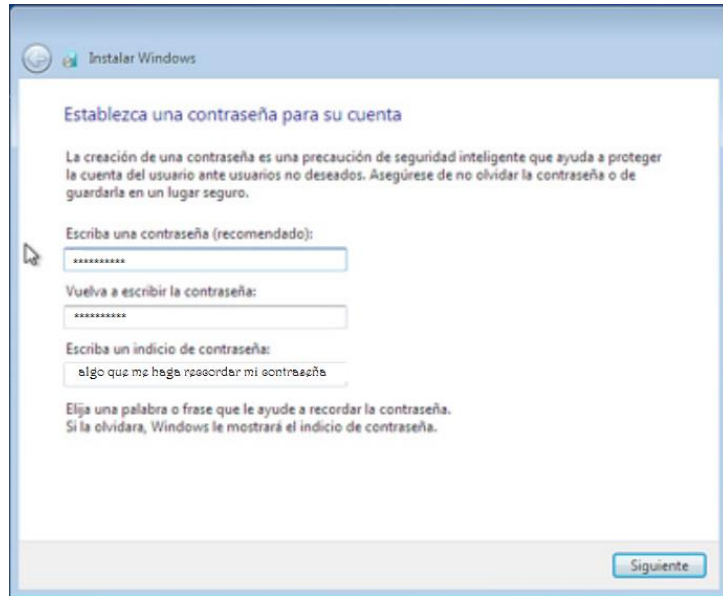 Instalar Windows
Establezca una contraseña para su cuenta
La creación de una contraseña es una precaución de seguridad inteligente que ayuda a proteger
la cuenta del usuario ante usuarios no deseados. Asegúrese de no olvidar la contraseña o de
guardarla en un lugar seguro.
Escriba una contraseña (recomendado):
**********
Vuelva a escribir la contraseña:
**********
Escriba un indicio de contraseña:
algo que me haga recordar mi contraseña
Elija una palabra o frase que le ayude a recordar la contraseña.
Si la olvidara, Windows le mostrará el indicio de contraseña.
Siguiente